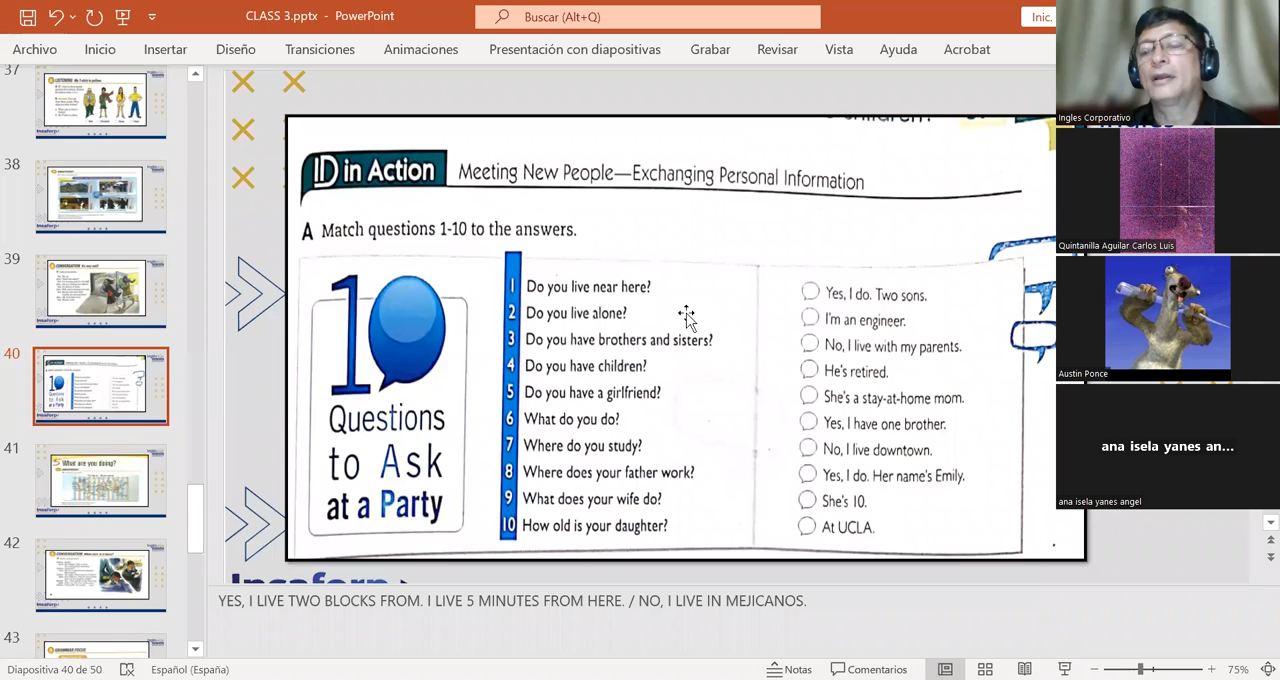 CLASS 3.pptx - PowerPoint
Buscar (Alt+Q)
Inic.
Archivo Inicio Insertar Diseño Transiciones Animaciones Presentación con diapositivas Grabar Revisar Vista Ayuda Acrobat
37
38
39
40
41
What are you doing?
42
43
ID in Action Meeting New People—Exchanging Personal Information
A Match questions 1-10 to the answers.
10
Questions
to Ask
at a Party
1 Do you live near here?
2 Do you live alone?
3 Do you have brothers and sisters?
4 Do you have children?
5 Do you have a girlfriend?
6 What do you do?
7 Where do you study?
8 Where does your father work?
9 What does your wife do?
10 How old is your daughter?
Yes, I do. Two sons.
I'm an engineer.
No, I live with my parents.
He's retired.
She's a stay-at-home mom.
Yes, I have one brother.
No, I live downtown.
Yes, I do. Her name's Emily.
She's 10.
At UCLA.
Ingles Corporativo
Quintanilla Aguilar Carlos Luis
Austin Ponce
ana isela yanes an...
ana isela yanes angel
YES, I LIVE TWO BLOCKS FROM. I LIVE 5 MINUTES FROM HERE. / NO, I LIVE IN MEJICANOS.
Diapositiva 40 de 50 Español (España) Notas Comentarios 75%